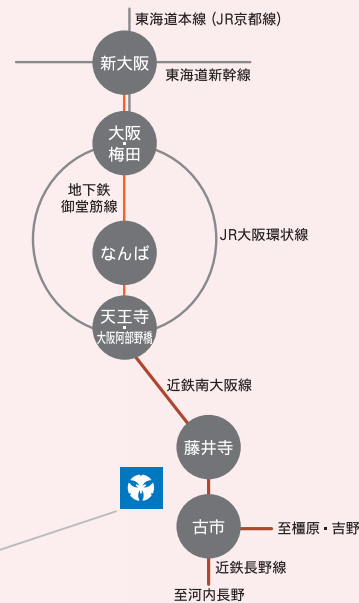 東海道本線（JR京都線）
新大阪
東海道新幹線
大阪・
梅田
地下鉄
御堂筋線
JR大阪環状線
なんば
天王寺・
大阪阿部野橋
近鉄南大阪線
藤井寺
古市
至橿原・吉野
近鉄長野線
至河内長野